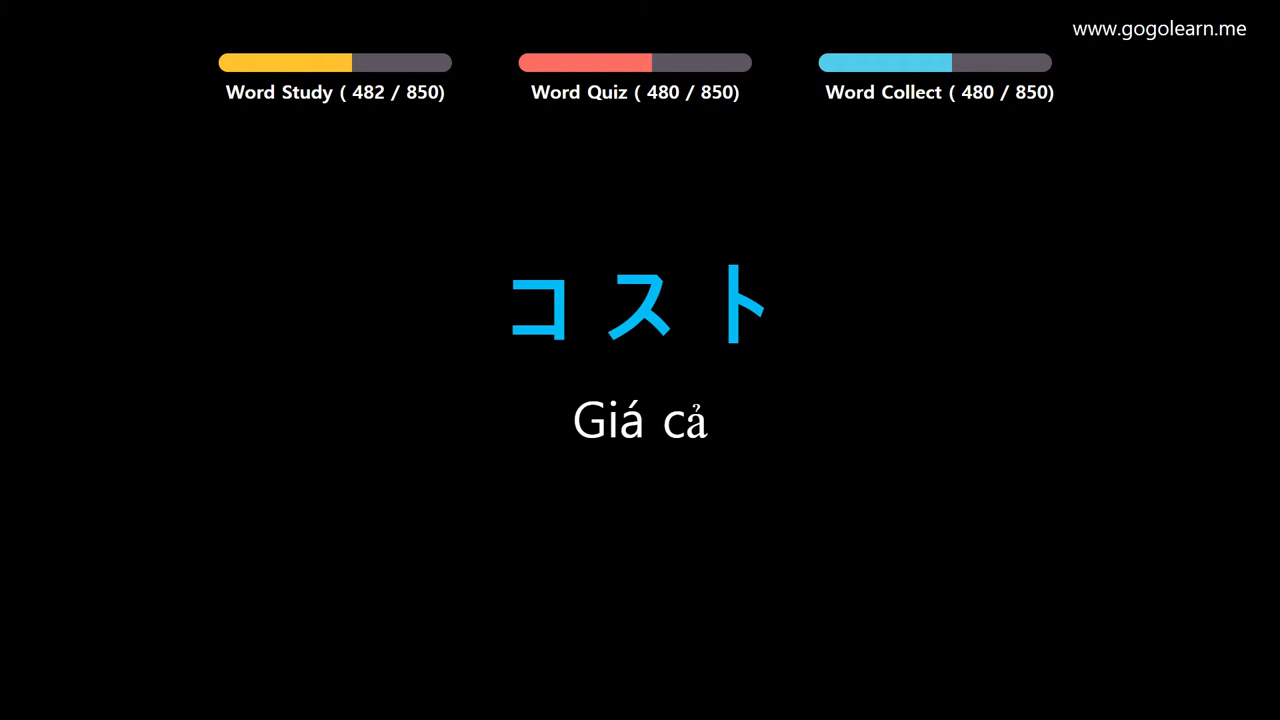 www.gogolearn.me
Word Study ( 482 / 850)
Word Quiz ( 480 / 850)
Word Collect ( 480 / 850)
コスト
Giá cả